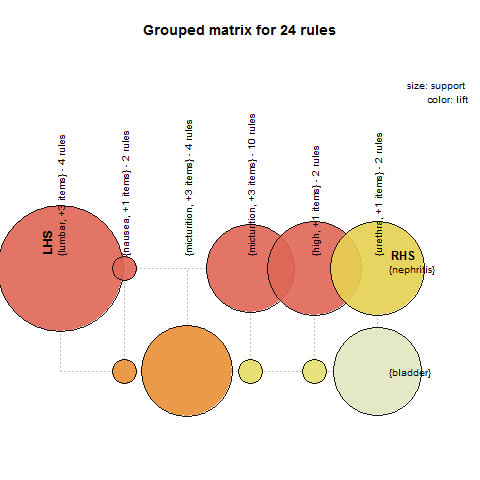 Grouped matrix for 24 rules
size: support
color: lift
{lumbar, +3 items} - 4 rules
{nausea, +1 items} - 2 rules
{micturition, +3 items} - 4 rules
{micturition, +3 items} - 10 rules
{high, +1 items} - 2 rules
{urethra, +1 items} - 2 rules
LHS
RHS
{nephritis}
{bladder}